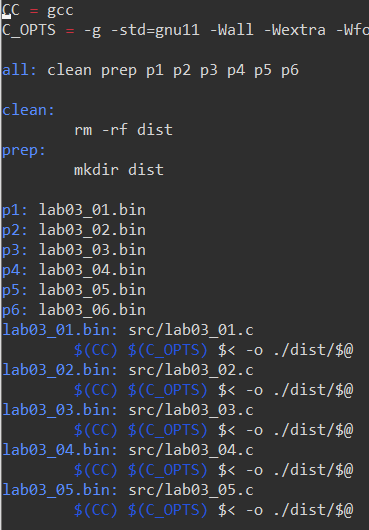 CC = gcc
C_OPTS = -g -std=gnu11 -Wall -Wextra
all: clean prep p1 p2 p3 p4 p5 p6
clean:
rm -rf dist
prep:
mkdir dist
p1: lab03_01.bin
p2: lab03_02.bin
p3: lab03_03.bin
p4: lab03_04.bin
p5: lab03_05.bin
p6: lab03_06.bin
lab03_01.bin: src/lab03_01.c
$(CC) $(C_OPTS) $< -o ./dist/$@
lab03_02.bin: src/lab03_02.c
$(CC) $(C_OPTS) $< -o ./dist/$@
lab03_03.bin: src/lab03_03.c
$(CC) $(C_OPTS) $< -o ./dist/$@
lab03_04.bin: src/lab03_04.c
$(CC) $(C_OPTS) $< -o ./dist/$@
lab03_05.bin: src/lab03_05.c
$(CC) $(C_OPTS) $< -o ./dist/$@